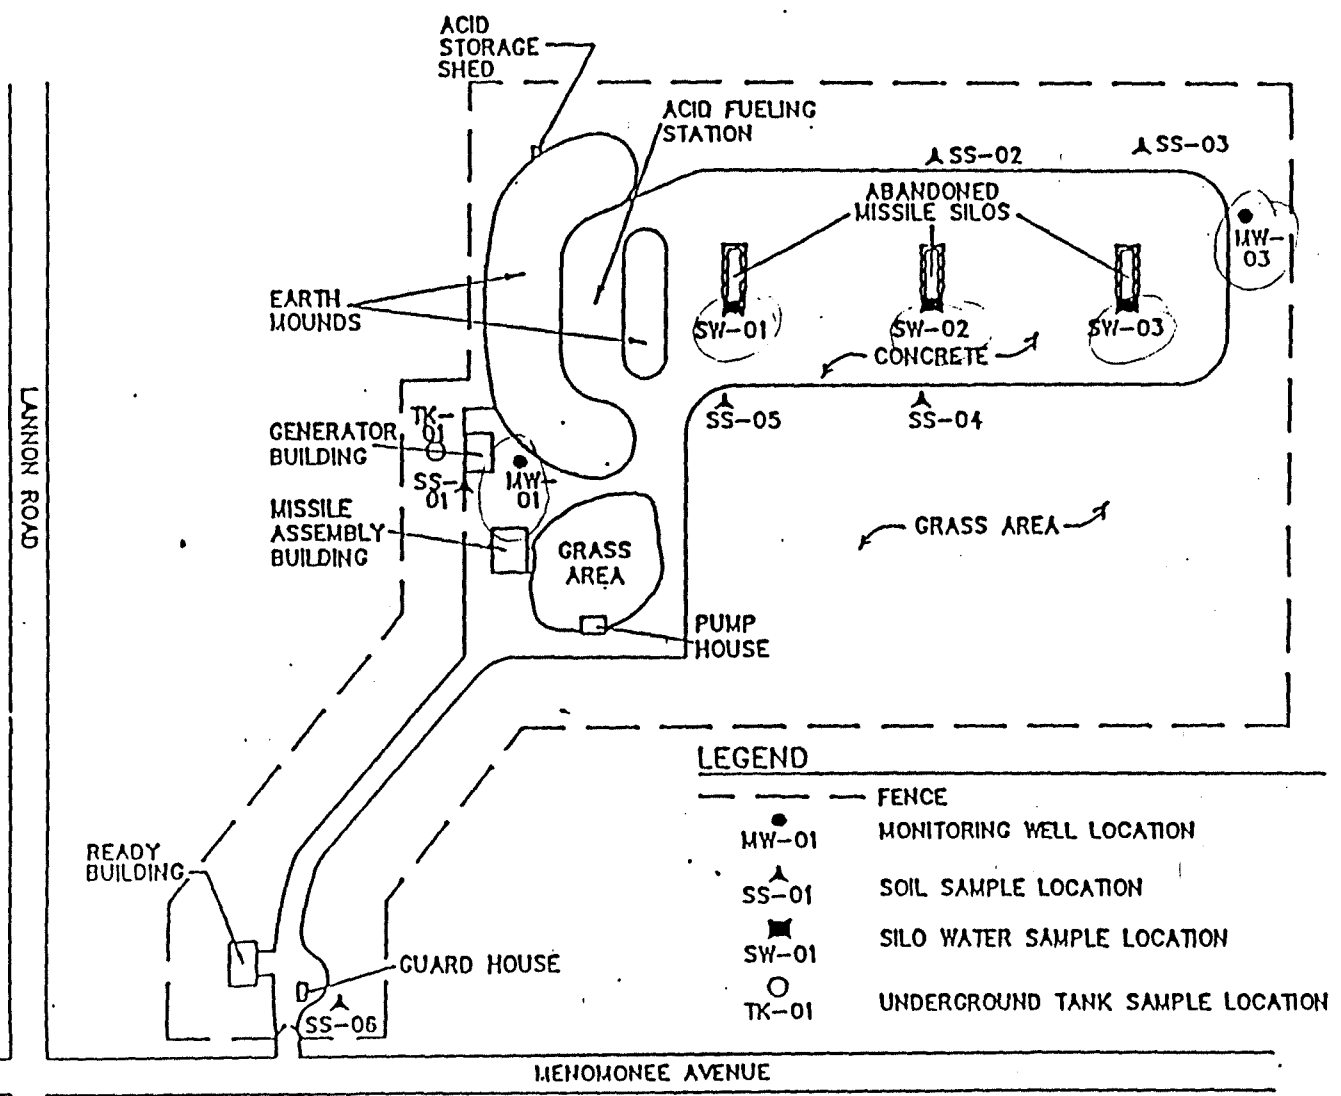 ACID
STORAGE
SHED
ACID FUELING
STATION
SS-02
SS-03
ABANDONED
MISSILE SILOS
MW-
03
EARTH
MOUNDS
SW-01
SW-02
SW-03
CONCRETE
LANNON ROAD
TK-
01
GENERATOR
BUILDING
SS-
01
MW-
01
SS-05
SS-04
MISSILE
ASSEMBLY
BUILDING
GRASS
AREA
GRASS AREA
PUMP
HOUSE
LEGEND
FENCE
MW-01
MONITORING WELL LOCATION
SS-01
SOIL SAMPLE LOCATION
SW-01
SILO WATER SAMPLE LOCATION
TK-01
UNDERGROUND TANK SAMPLE LOCATION
READY
BUILDING
GUARD HOUSE
SS-06
MENOMONEE AVENUE